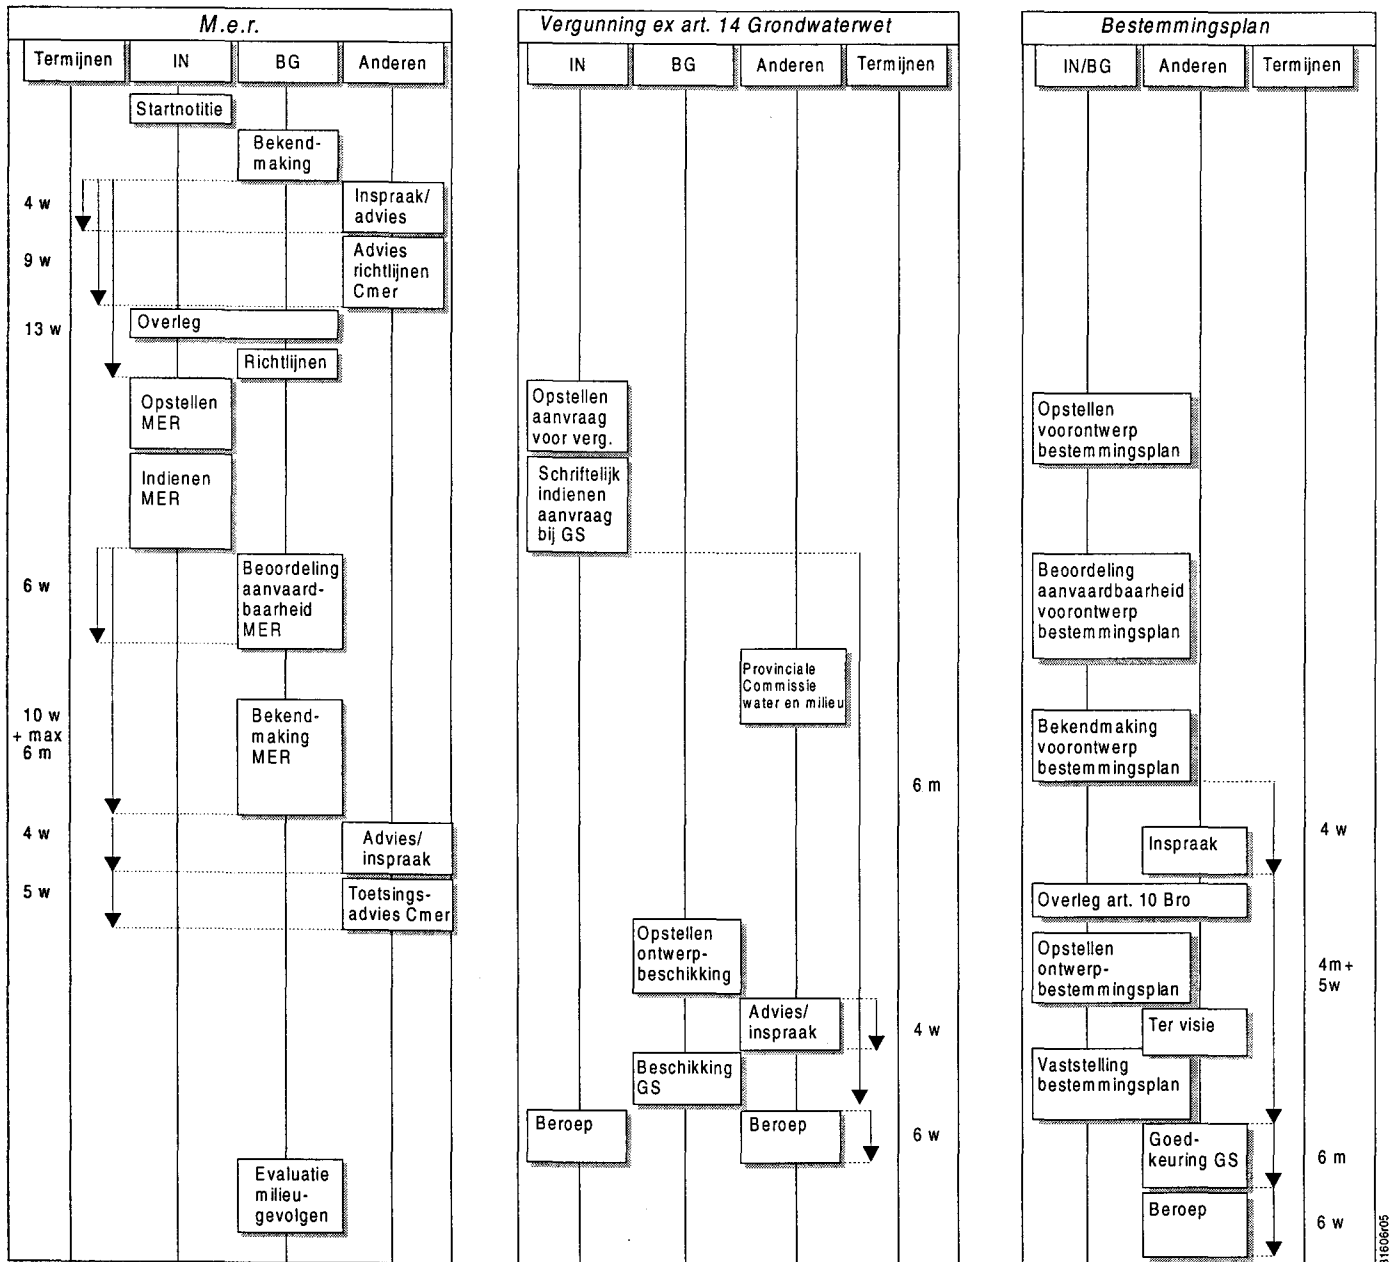 M.e.r.
Termijnen
IN
BG
Anderen
Startnotitie
Bekend-
making
4 w
Inspraak/
advies
9 w
Advies
richtlijnen
Cmer
13 w
Overleg
Richtlijnen
Opstellen
MER
Indienen
MER
6 w
Beoordeling
aanvaard-
baarheid
MER
10 w
+ max
6 m
Bekend-
making
MER
4 w
Advies/
inspraak
5 w
Toetsings-
advies Cmer
Evaluatie
milieu-
gevolgen
Vergunning ex art. 14 Grondwaterwet
IN
BG
Anderen
Termijnen
Opstellen
aanvraag
voor verg.
Schriftelijk
indienen
aanvraag
bij GS
Provinciale
Commissie
water en milieu
6 m
Opstellen
ontwerp-
beschikking
Advies/
inspraak
4 w
Beschikking
GS
Beroep
Beroep
6 w
Bestemmingsplan
IN/BG
Anderen
Termijnen
Opstellen
voorontwerp
bestemmingsplan
Beoordeling
aanvaardbaarheid
voorontwerp
bestemmingsplan
Bekendmaking
voorontwerp
bestemmingsplan
Inspraak
4 w
Overleg art. 10 Bro
Opstellen
ontwerp-
bestemmingsplan
4m +
5w
Ter visie
Vaststelling
bestemmingsplan
Goed-
keuring GS
6 m
Beroep
6 w